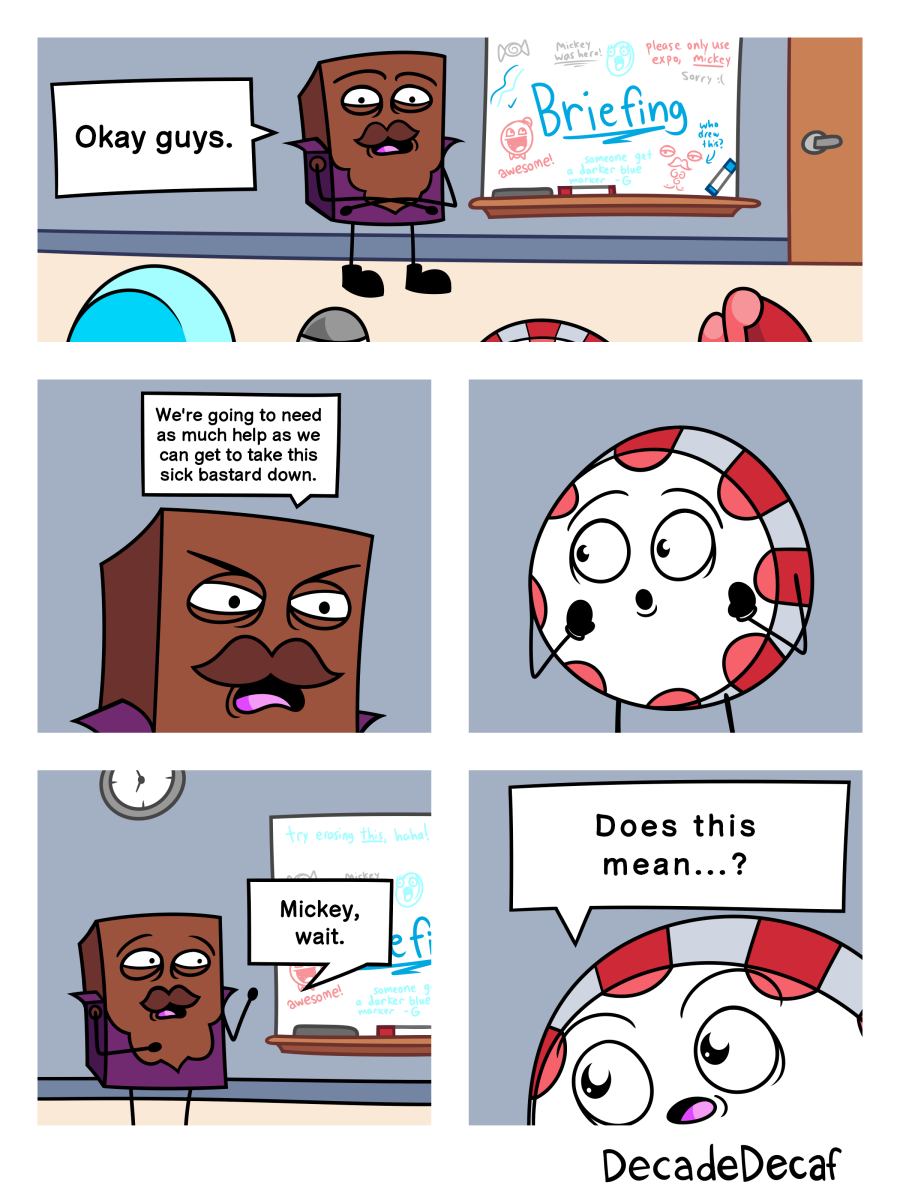 Mickey
was here!
please only use
expo, mickey
Sorry :(
Okay guys.
Briefing
who
drew
this?
awesome!
someone get
a darker blue
marker -G
We're going to need
as much help as we
can get to take this
sick bastard down.
try erasing this, haha!
Mickey
Mickey,
wait.
efi
awesome!
someone g
a darker blue
marker -G
Does this
mean...?
DecadeDecaf